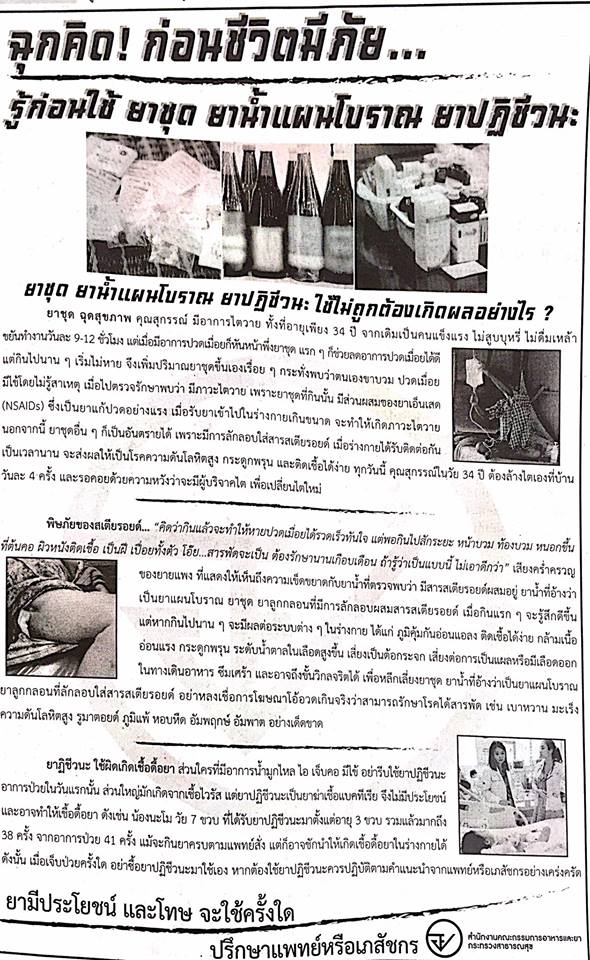 ฉุกคิด! ก่อนชีวิตมีภัย...
รู้ก่อนใช้ ยาชุด ยาน้ำแผนโบราณ ยาปฏิชีวนะ
ยาชุด ยาน้ำแผนโบราณ ยาปฏิชีวนะ ใช้ไม่ถูกต้องเกิดผลอย่างไร ?
ยาชุด ฉุดสุขภาพ คุณสุกรรณ์ มีอาการไตวาย ทั้งที่อายุเพียง 34 ปี จากเดิมเป็นคนแข็งแรง ไม่สูบบุหรี่ ไม่ดื่มเหล้า
ขยันทำงานวันละ 9-12 ชั่วโมง แต่เมื่อมีอาการปวดเมื่อยก็หันหน้าพึ่งยาชุด แรก ๆ ก็ช่วยลดอาการปวดเมื่อยได้ดี
แต่กินไปนาน ๆ เริ่มไม่หาย จึงเพิ่มปริมาณยาชุดขึ้นเองเรื่อย ๆ กระทั่งพบว่าตนเองขาบวม ปวดเมื่อย
มีไข้โดยไม่รู้สาเหตุ เมื่อไปตรวจรักษาพบว่า มีภาวะไตวาย เพราะยาชุดที่กินนั้น มีส่วนผสมของยาเอ็นเสด
(NSAIDs) ซึ่งเป็นยาแก้ปวดอย่างแรง เมื่อรับยาเข้าไปในร่างกายเกินขนาด จะทำให้เกิดภาวะไตวาย
นอกจากนี้ ยาชุดอื่น ๆ ก็เป็นอันตรายได้ เพราะมีการลักลอบใส่สารสเตียรอยด์ เมื่อร่างกายได้รับติดต่อกัน
เป็นเวลานาน จะส่งผลให้เป็นโรคความดันโลหิตสูง กระดูกพรุน และติดเชื้อได้ง่าย ทุกวันนี้ คุณสุกรรณ์ในวัย 34 ปี ต้องล้างไตเองที่บ้าน
วันละ 4 ครั้ง และรอคอยด้วยความหวังว่าจะมีผู้บริจาคไต เพื่อเปลี่ยนไตใหม่
พิษภัยของสเตียรอยด์... “คิดว่ากินแล้วจะทำให้หายปวดเมื่อยได้รวดเร็วทันใจ แต่พอกินไปสักระยะ หน้าบวม ท้องบวม หนอกขึ้น
ที่ต้นคอ ผิวหนังติดเชื้อ เป็นฝี เปื่อยทั้งตัว โอ๊ย...สารพัดจะเป็น ต้องรักษานานเกือบเดือน ถ้ารู้ว่าเป็นแบบนี้ ไม่เอาดีกว่า” เสียงคร่ำครวญ
ของยายแพง ที่แสดงให้เห็นถึงความเข็ดขยาดกับยาน้ำที่ตรวจพบว่า มีสารสเตียรอยด์ผสมอยู่ ยาน้ำที่อ้างว่า
เป็นยาแผนโบราณ ยาชุด ยาลูกกลอนที่มีการลักลอบผสมสารสเตียรอยด์ เมื่อกินแรก ๆ จะรู้สึกดีขึ้น
แต่หากกินไปนาน ๆ จะมีผลต่อระบบต่าง ๆ ในร่างกาย ได้แก่ ภูมิคุ้มกันอ่อนแอลง ติดเชื้อได้ง่าย กล้ามเนื้อ
อ่อนแรง กระดูกพรุน ระดับน้ำตาลในเลือดสูงขึ้น เสี่ยงเป็นต้อกระจก เสี่ยงต่อการเป็นแผลหรือมีเลือดออก
ในทางเดินอาหาร ซึมเศร้า และอาจถึงขั้นวิกลจริตได้ เพื่อหลีกเลี่ยงยาชุด ยาน้ำที่อ้างว่าเป็นยาแผนโบราณ
ยาลูกกลอนที่ลักลอบใส่สารสเตียรอยด์ อย่าหลงเชื่อการโฆษณาโอ้อวดเกินจริงว่าสามารถรักษาโรคได้สารพัด เช่น เบาหวาน มะเร็ง
ความดันโลหิตสูง รูมาตอยด์ ภูมิแพ้ หอบหืด อัมพฤกษ์ อัมพาต อย่างเด็ดขาด
ยาปฏิชีวนะ ใช้ผิดเกิดเชื้อดื้อยา ส่วนใครที่มีอาการน้ำมูกไหล ไอ เจ็บคอ มีไข้ อย่ารีบใช้ยาปฏิชีวนะ
อาการป่วยในวันแรกนั้น ส่วนใหญ่มักเกิดจากเชื้อไวรัส แต่ยาปฏิชีวนะเป็นยาฆ่าเชื้อแบคทีเรีย จึงไม่มีประโยชน์
และอาจทำให้เชื้อดื้อยา ดังเช่น น้องนะโม วัย 7 ขวบ ที่ได้รับยาปฏิชีวนะมาตั้งแต่อายุ 3 ขวบ รวมแล้วมากถึง
38 ครั้ง จากอาการป่วย 41 ครั้ง แม้จะกินยาครบตามแพทย์สั่ง แต่ก็อาจชักนำให้เกิดเชื้อดื้อยาในร่างกายได้
ดังนั้น เมื่อเจ็บป่วยครั้งใด อย่าซื้อยาปฏิชีวนะมาใช้เอง หากต้องใช้ยาปฏิชีวนะควรปฏิบัติตามคำแนะนำจากแพทย์หรือเภสัชกรอย่างเคร่งครัด
ยามีประโยชน์ และโทษ จะใช้ครั้งใด
ปรึกษาแพทย์หรือเภสัชกร
สำนักงานคณะกรรมการอาหารและยา
กระทรวงสาธารณสุข